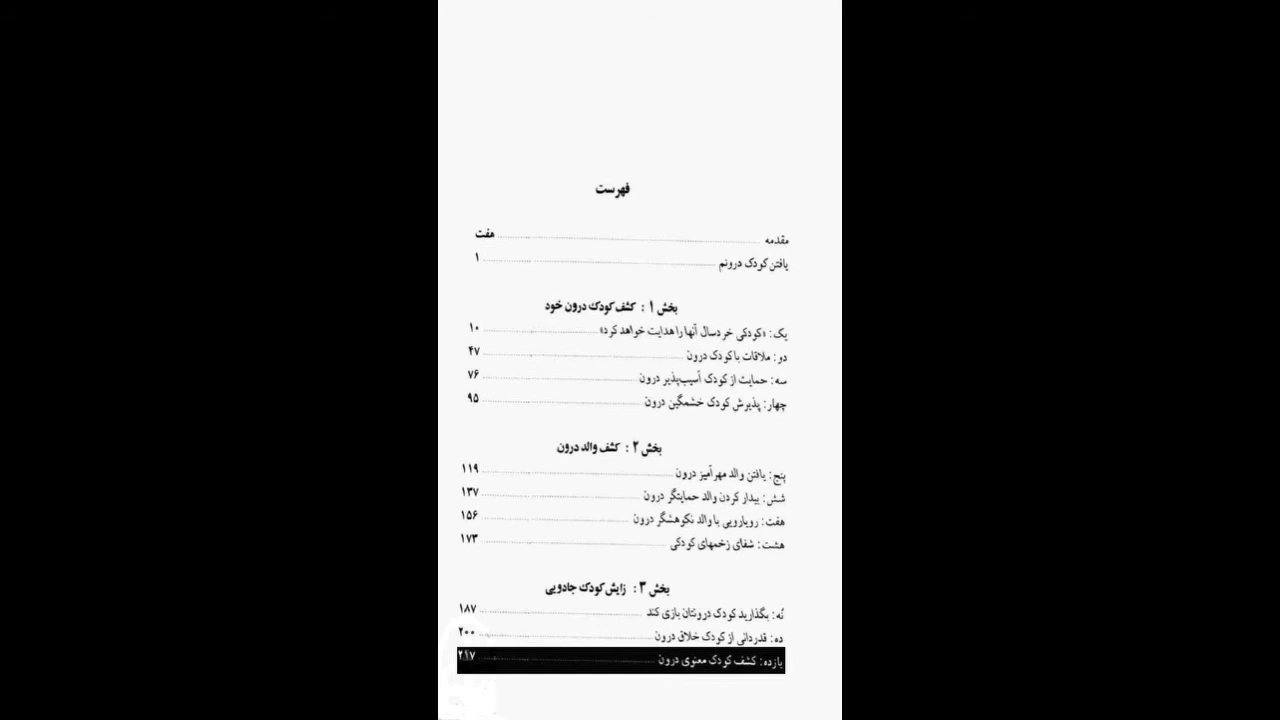 فهرست
مقدمه ........ هفت
یافتن کودک درونم ........ ۱
بخش ۱ : کشف کودک درون خود
یک: «کودکی خردسال آنها را هدایت خواهد کرد» ........ ۱۰
دو: ملاقات با کودک درون ........ ۴۷
سه: حمایت از کودک آسیب‌پذیر درون ........ ۷۶
چهار: پذیرش کودک خشمگین درون ........ ۹۵
بخش ۲ : کشف والد درون
پنج: یافتن والد مهرآمیز درون ........ ۱۱۹
شش: بیدار کردن والد حمایتگر درون ........ ۱۳۷
هفت: رویارویی با والد نکوهشگر درون ........ ۱۵۶
هشت: شفای زخمهای کودکی ........ ۱۷۳
بخش ۳ : زایش کودک جادویی
نُه: بگذارید کودک درونتان بازی کند ........ ۱۸۷
ده: قدردانی از کودک خلاق درون ........ ۲۰۰
یازده: کشف کودک معنوی درون ........ ۲۱۷